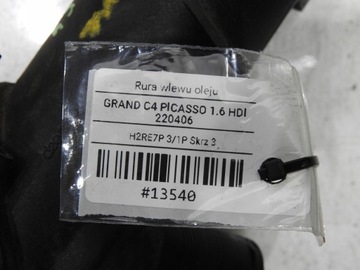 Rura wlewu oleju
GRAND C4 PICASSO 1.6 HDI
220406
H2RE7P 3/1P Skrz 3
#13540